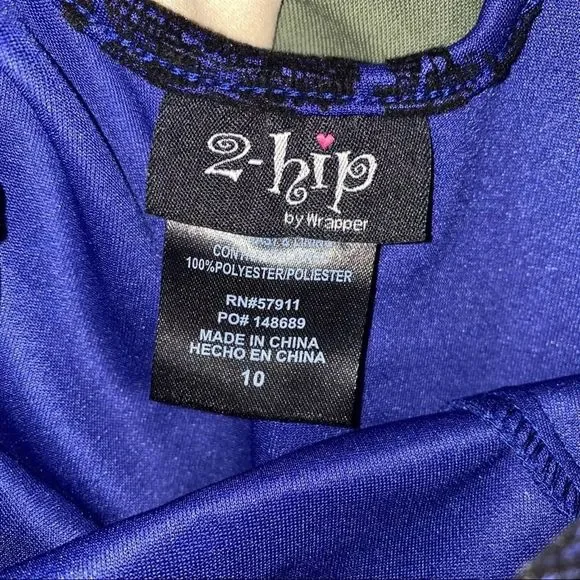 2-hip
by Wrapper
100%POLYESTER/POLIESTER
RN#57911
PO# 148689
MADE IN CHINA
HECHO EN CHINA
10